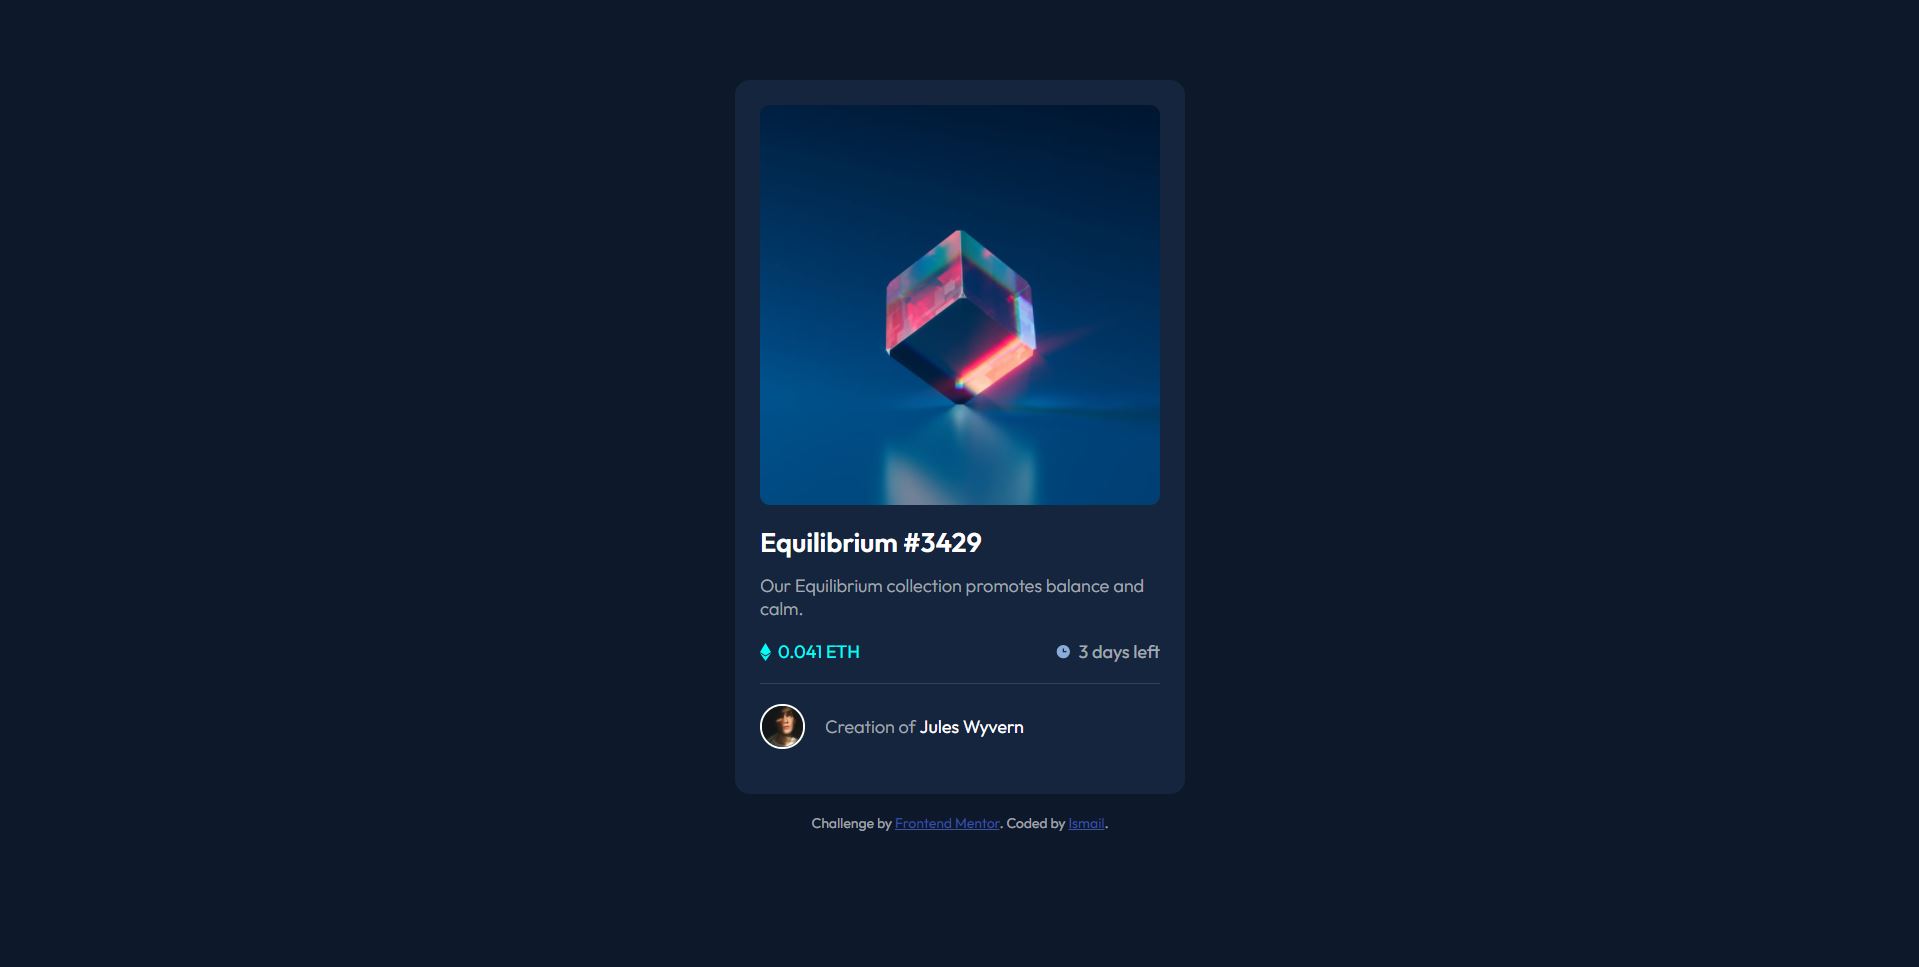 Equilibrium #3429
Our Equilibrium collection promotes balance and
calm.
0.041 ETH
3 days left
Creation of Jules Wyvern
Challenge by Frontend Mentor. Coded by Ismail.